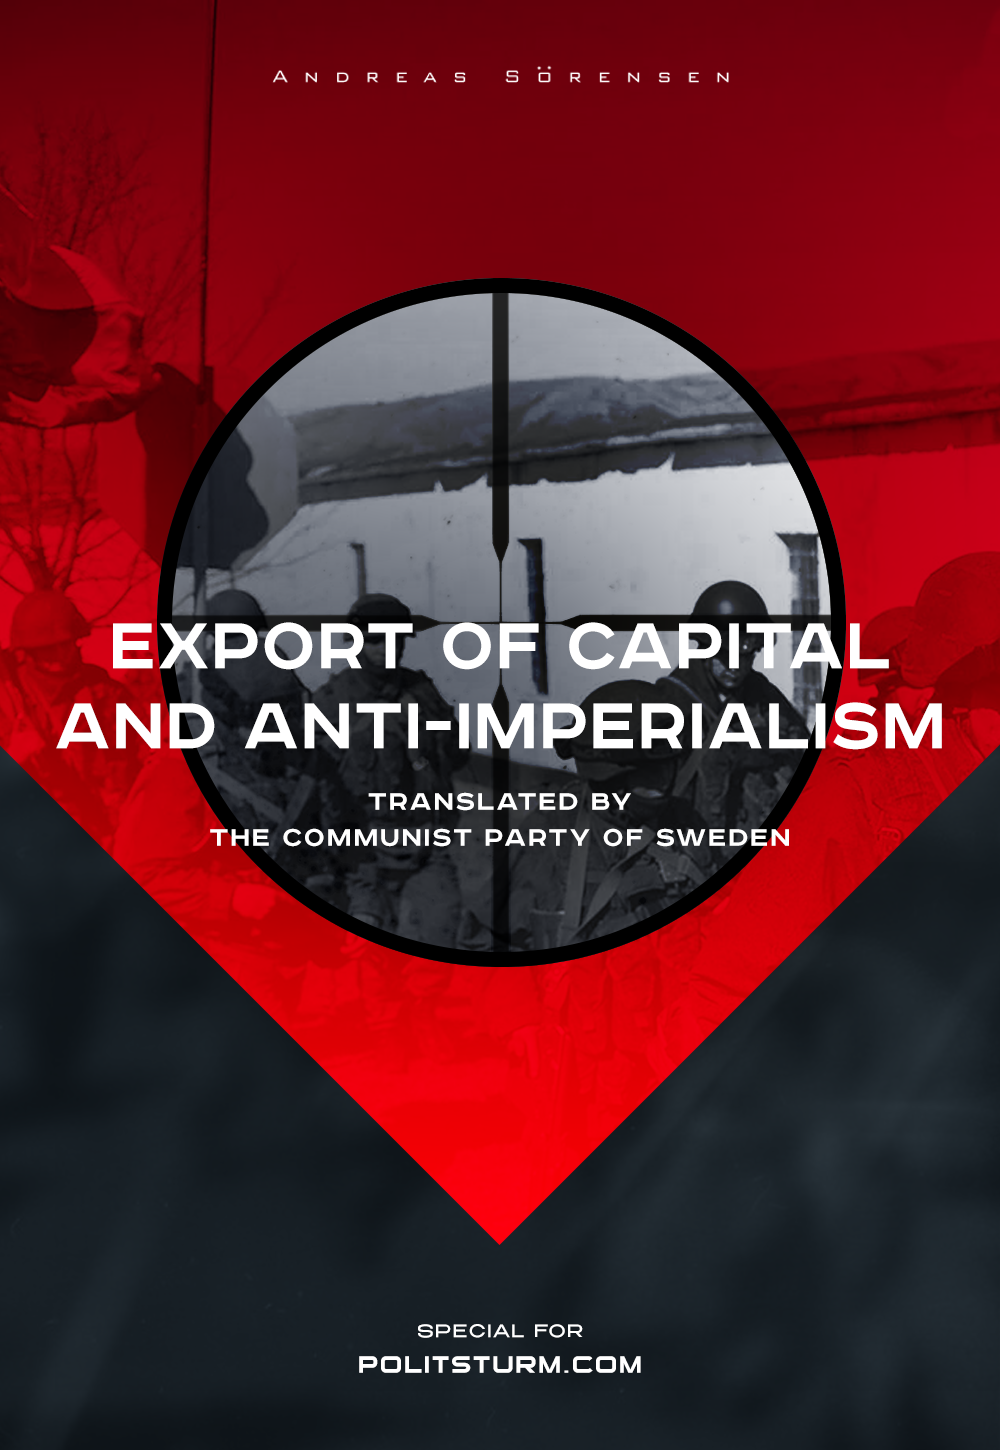 Andreas Sörensen
EXPORT OF CAPITAL
AND ANTI-IMPERIALISM
TRANSLATED BY
THE COMMUNIST PARTY OF SWEDEN
SPECIAL FOR
POLITSTURM.COM